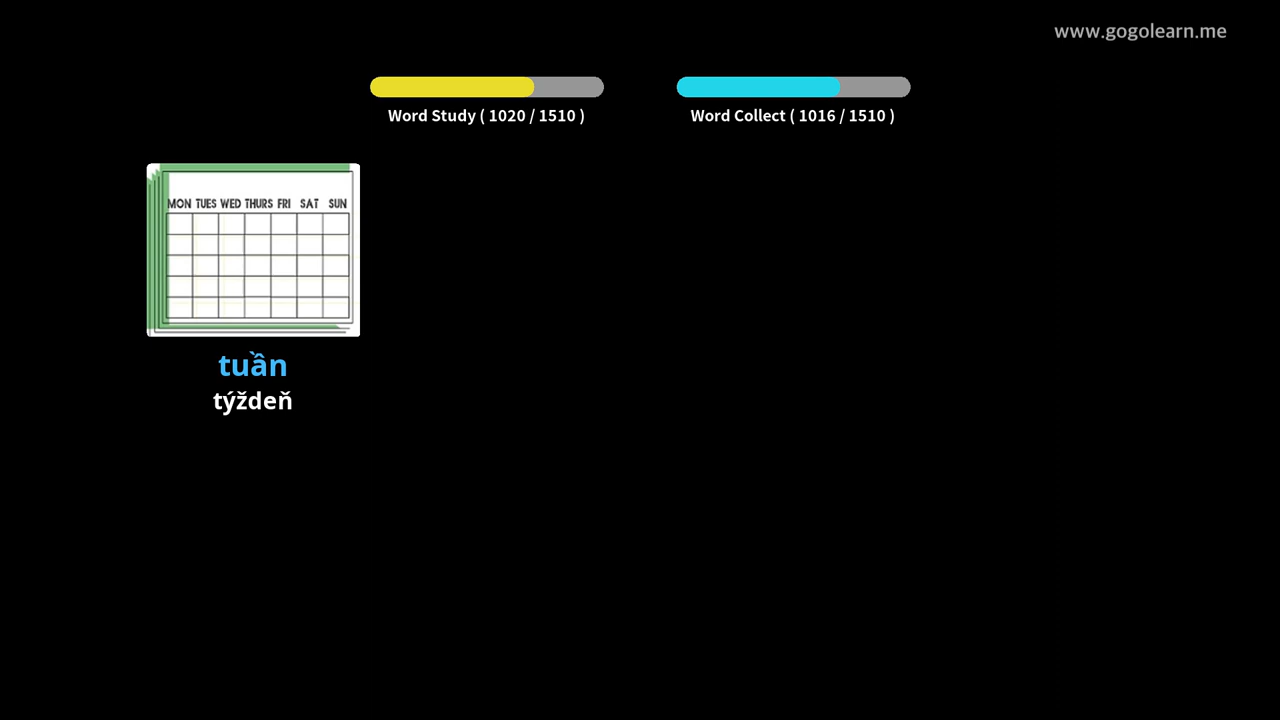 www.gogolearn.me
Word Study ( 1020 / 1510 )
Word Collect ( 1016 / 1510 )
MON TUES WED THURS FRI SAT SUN
tuần
týždeň